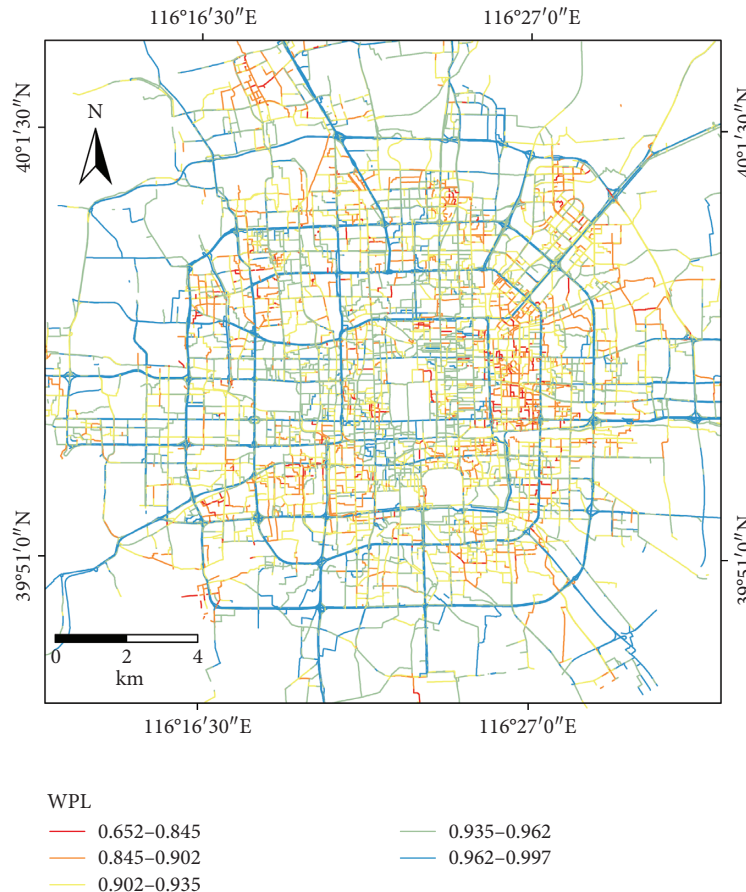 116°16′30″E 116°27′0″E
40°1′30″N 40°1′30″N
N
39°51′0″N 39°51′0″N
0 2 4
km
116°16′30″E 116°27′0″E
WPL
0.652–0.845 0.935–0.962
0.845–0.902 0.962–0.997
0.902–0.935